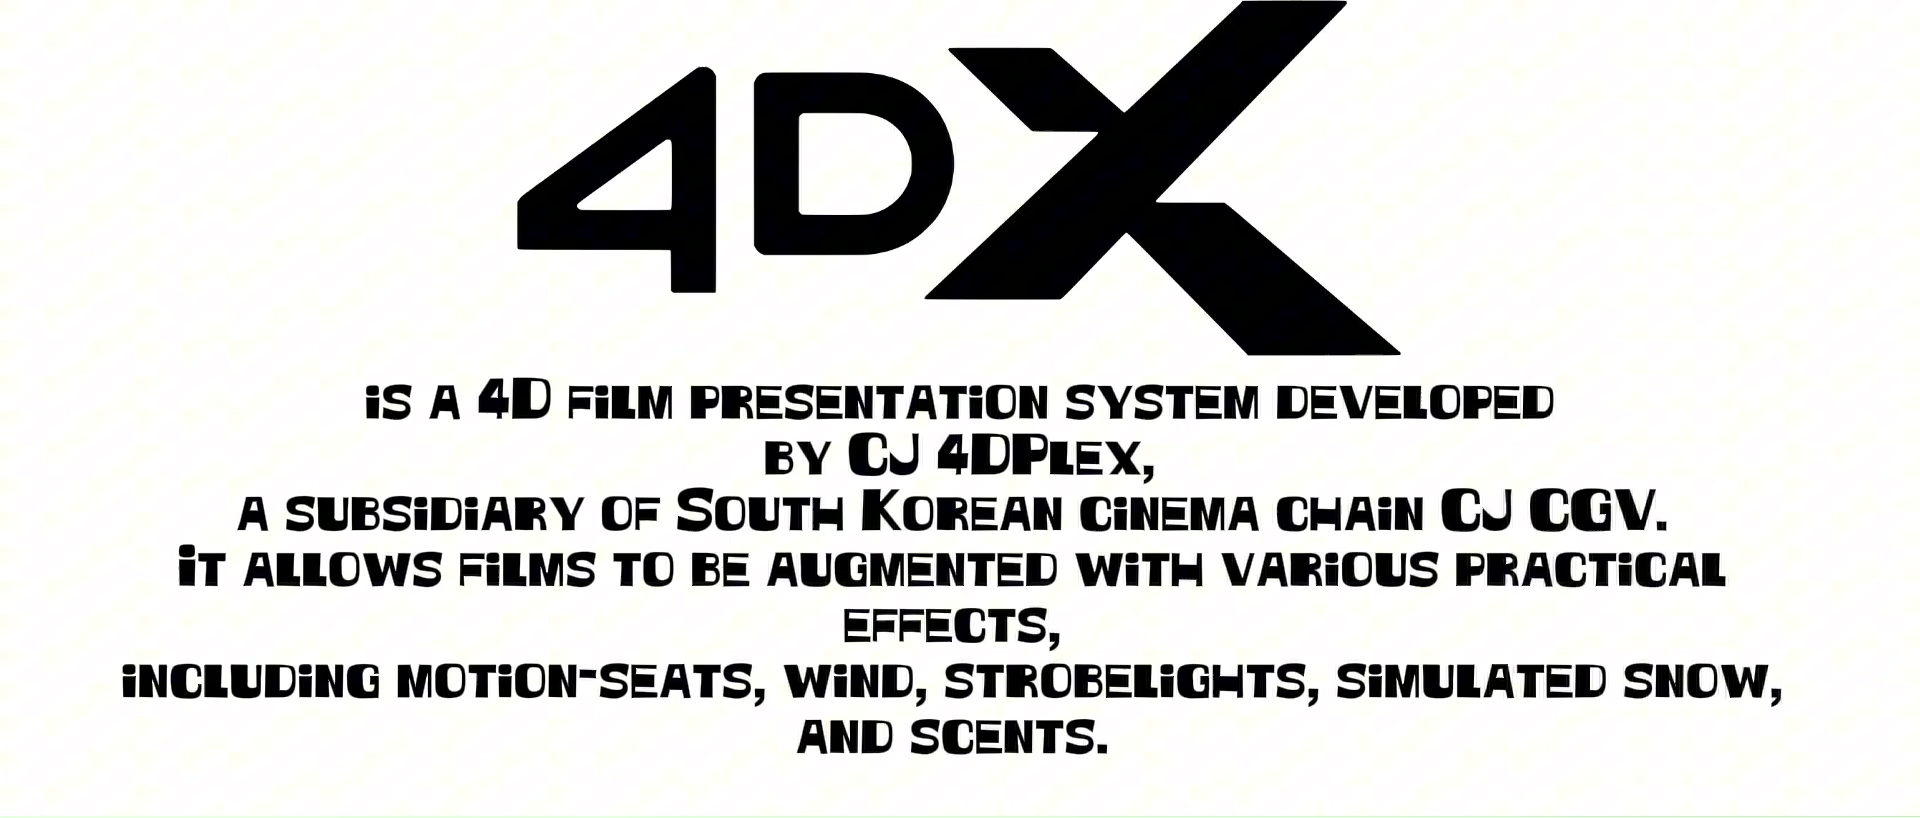 4DX
is a 4D film presentation system developed
by CJ 4DPlex,
a subsidiary of South Korean cinema chain CJ CGV.
It allows films to be augmented with various practical
effects,
including motion-seats, wind, strobelights, simulated snow,
and scents.